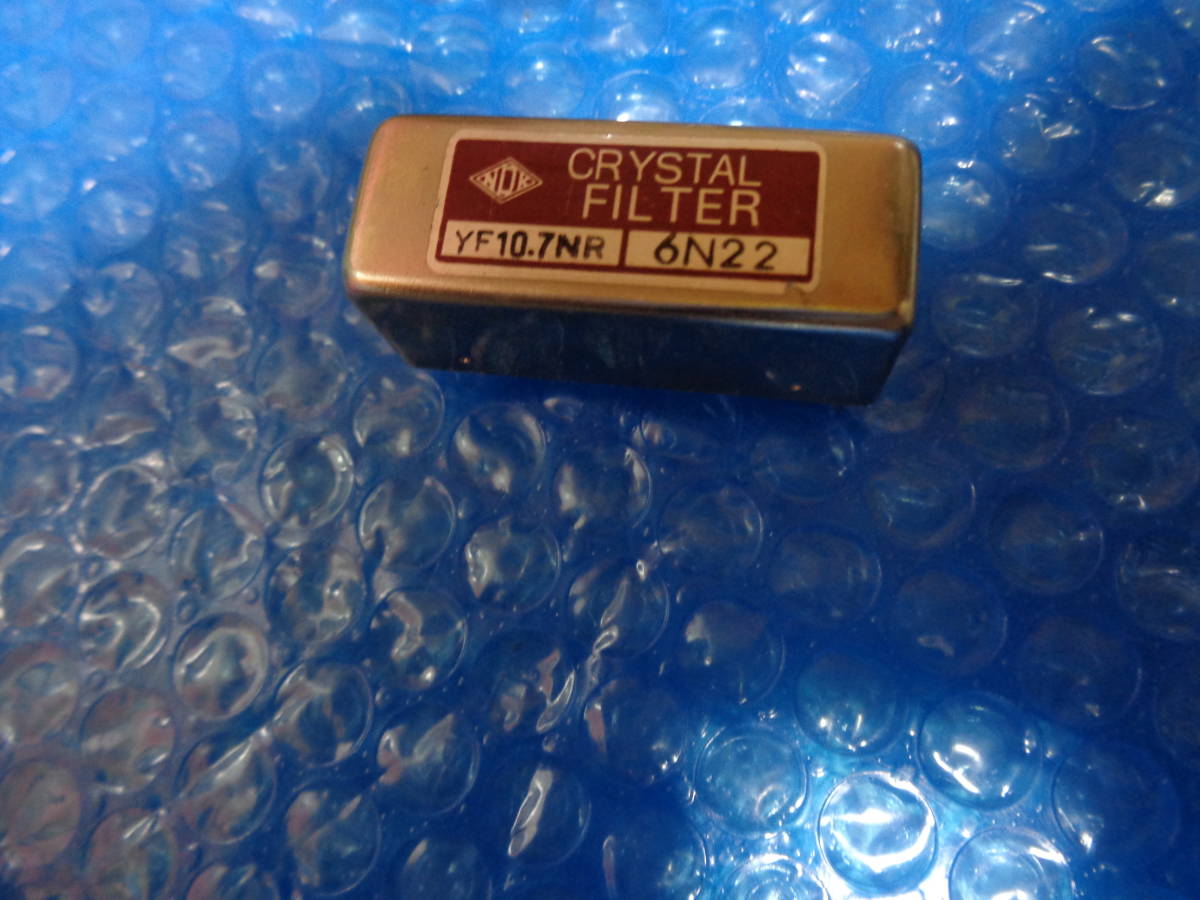 NDK
CRYSTAL
FILTER
YF10.7NR 6N22